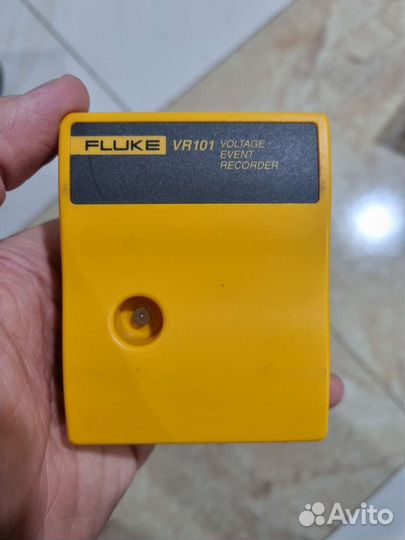 FLUKE VR101 VOLTAGE
EVENT
RECORDER
Avito